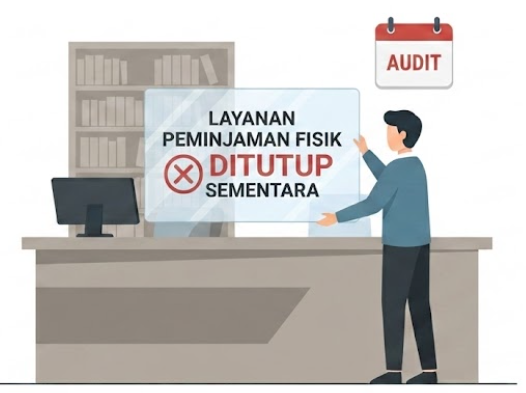 AUDIT
LAYANAN
PEMINJAMAN FISIK
DITUTUP
SEMENTARA